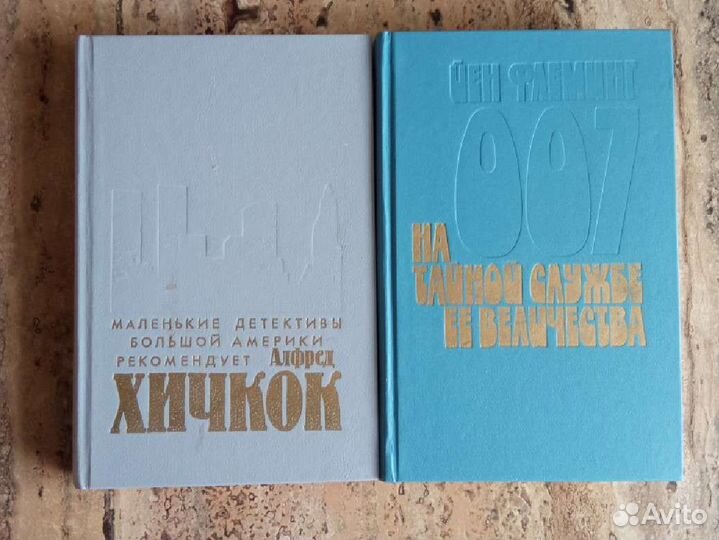 МАЛЕНЬКИЕ ДЕТЕКТИВЫ
БОЛЬШОЙ АМЕРИКИ
РЕКОМЕНДУЕТ Алфред
ХИЧКОК
ЙЕН ФЛЕМИНГ
007
НА
ТАЙНОЙ СЛУЖБЕ
ЕЕ ВЕЛИЧЕСТВА
Avito